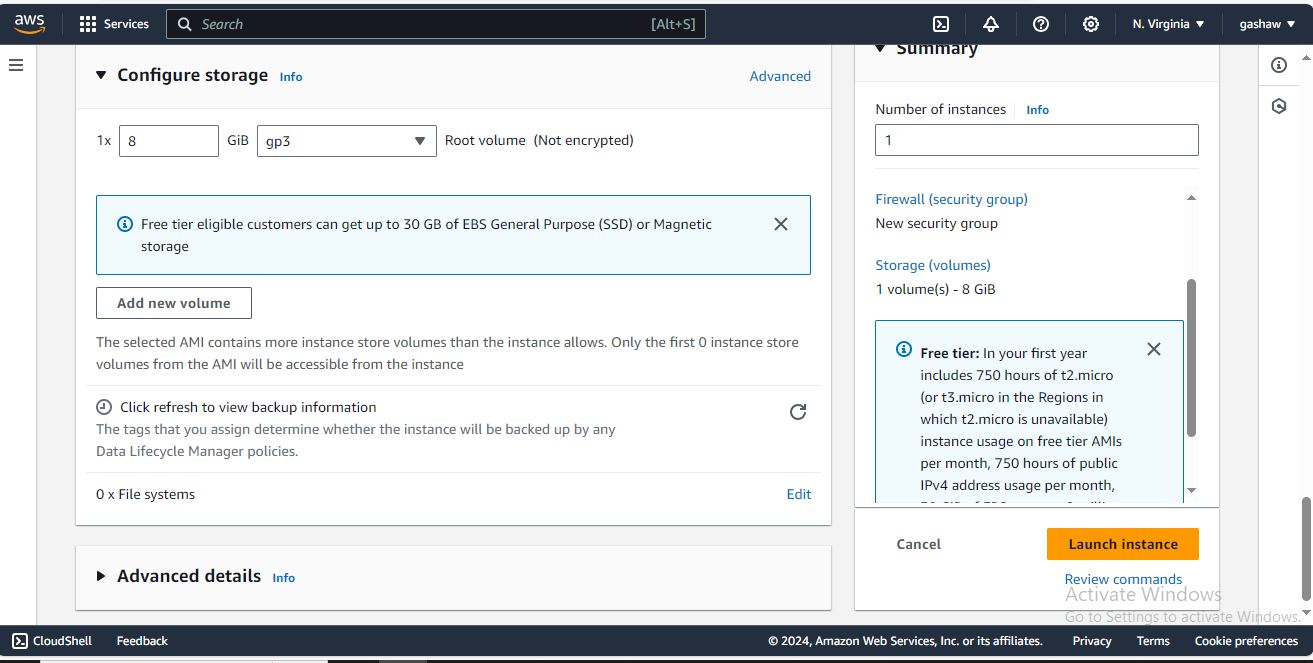 aws
Services
Search
[Alt+S]
N. Virginia
gashaw
Configure storage Info
Advanced
1x 8 GiB gp3 Root volume (Not encrypted)
Free tier eligible customers can get up to 30 GB of EBS General Purpose (SSD) or Magnetic
storage
Add new volume
The selected AMI contains more instance store volumes than the instance allows. Only the first 0 instance store
volumes from the AMI will be accessible from the instance
Click refresh to view backup information
The tags that you assign determine whether the instance will be backed up by any
Data Lifecycle Manager policies.
0 x File systems
Edit
Advanced details Info
Summary
Number of instances Info
1
Firewall (security group)
New security group
Storage (volumes)
1 volume(s) - 8 GiB
Free tier: In your first year
includes 750 hours of t2.micro
(or t3.micro in the Regions in
which t2.micro is unavailable)
instance usage on free tier AMIs
per month, 750 hours of public
IPv4 address usage per month,
Cancel
Launch instance
Review commands
Activate Windows
Go to Settings to activate Windows.
CloudShell
Feedback
© 2024, Amazon Web Services, Inc. or its affiliates.
Privacy
Terms
Cookie preferences